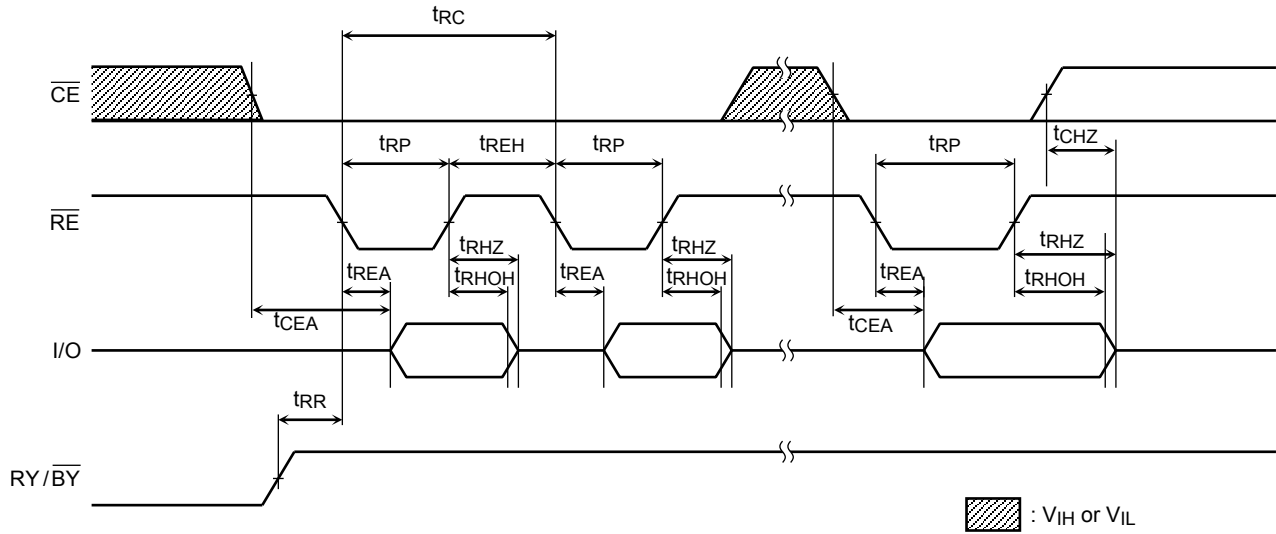 tRC
CE
tCHZ
tRP tREH tRP tRP
RE
tRHZ tRHZ tRHZ
tREA tRHOH tREA tRHOH tREA tRHOH
tCEA tCEA
I/O
tRR
RY/BY
: VIH or VIL